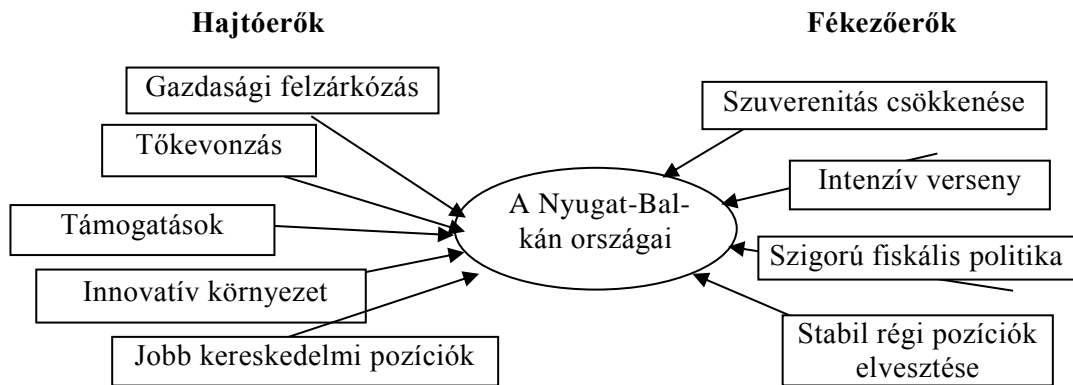 Hajtóerők
Fékezőerők
Gazdasági felzárkózás
Tőkevonzás
Támogatások
Innovatív környezet
Jobb kereskedelmi pozíciók
A Nyugat-Bal-
kán országai
Szuverenitás csökkenése
Intenzív verseny
Szigorú fiskális politika
Stabil régi pozíciók
elvesztése